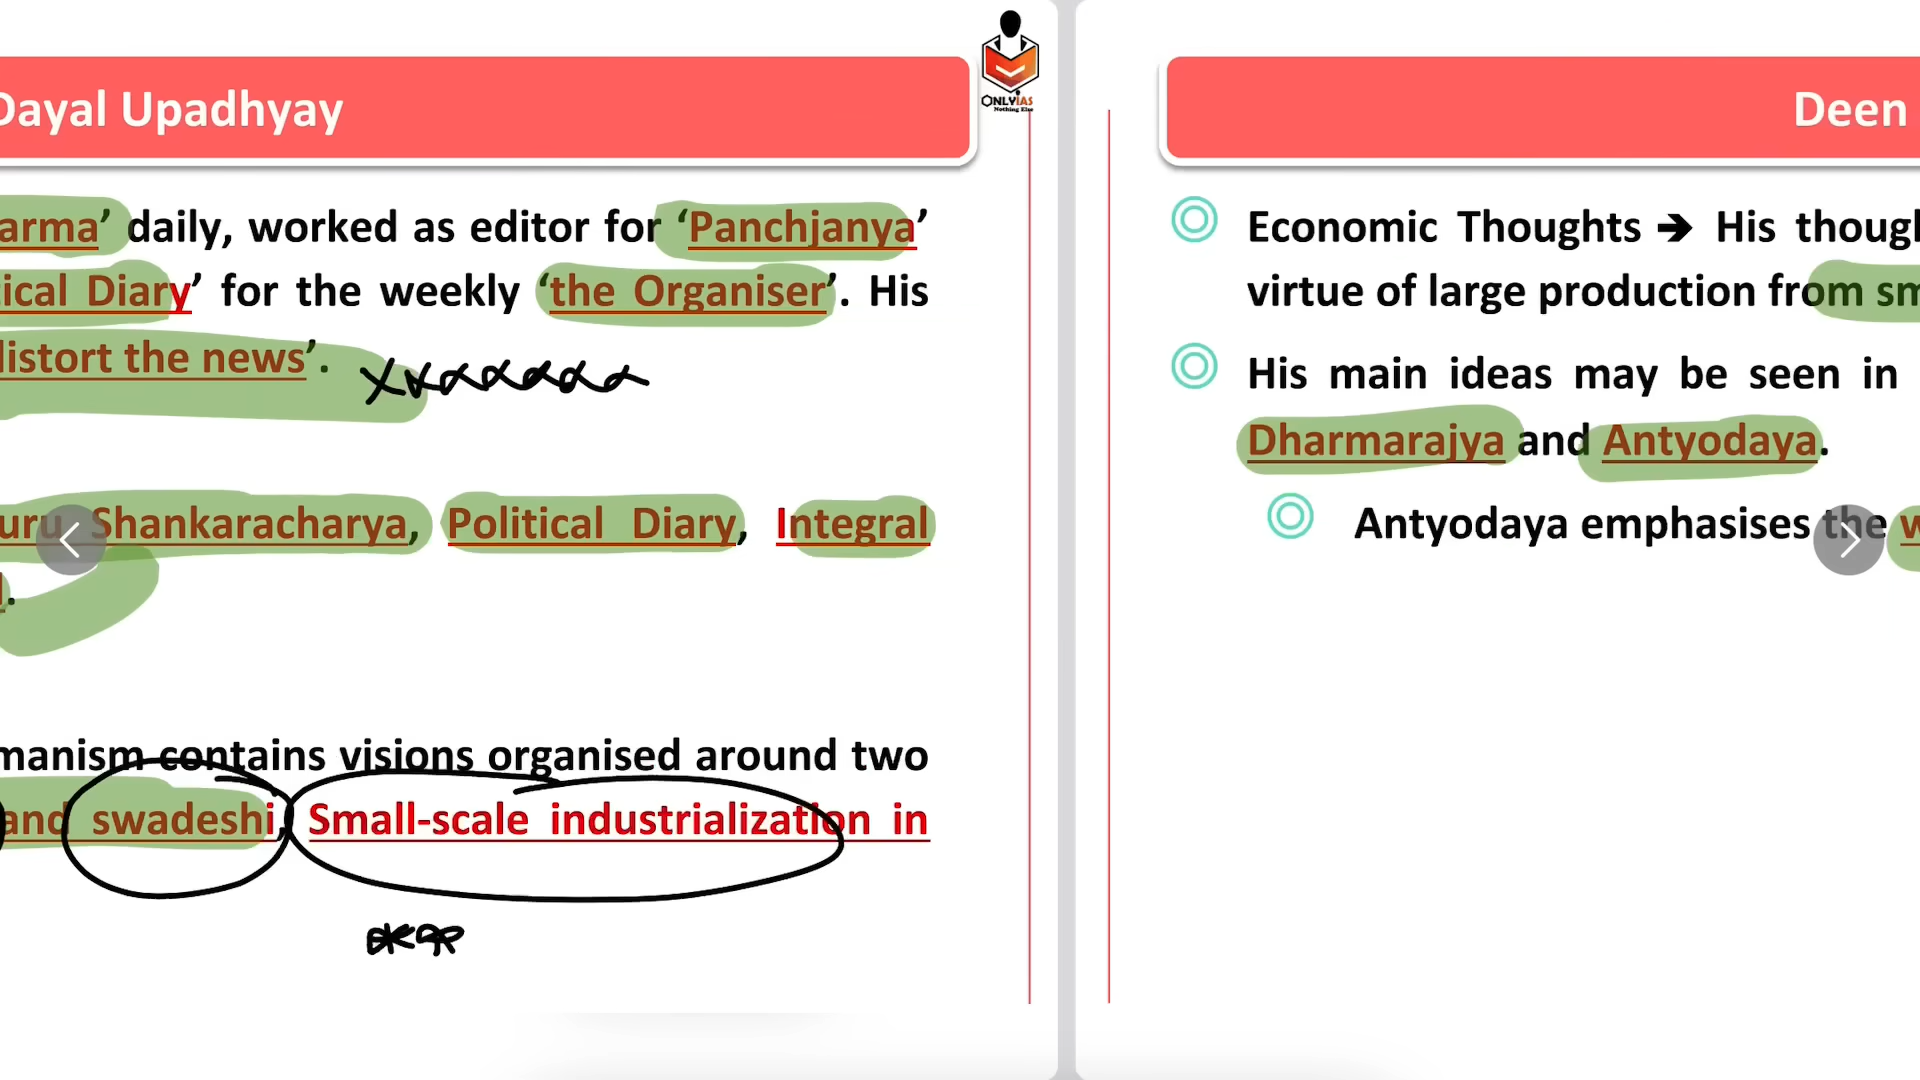 Dayal Upadhyay
ONLYIAS
Nothing Else
arma’ daily, worked as editor for ‘Panchjanya’
ical Diary’ for the weekly ‘the Organiser’. His
distort the news’.
uru Shankaracharya, Political Diary, Integral
manism contains visions organised around two
and swadeshi, Small-scale industrialization in
Deen
Economic Thoughts ➔ His though
virtue of large production from sm
His main ideas may be seen in
Dharmarajya and Antyodaya.
Antyodaya emphasises the w